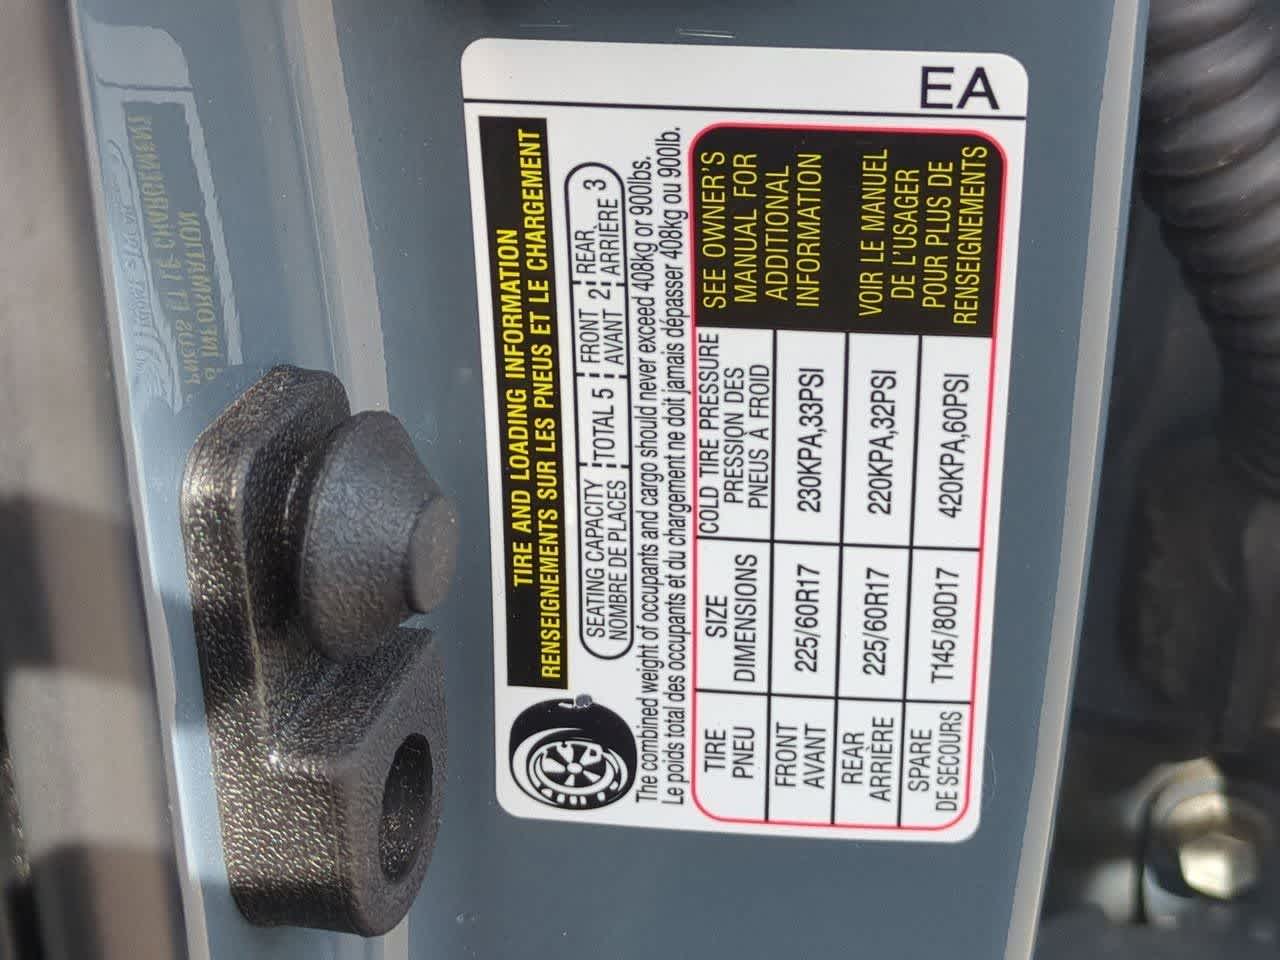 EA
TIRE AND LOADING INFORMATION
RENSEIGNEMENTS SUR LES PNEUS ET LE CHARGEMENT
SEATING CAPACITY TOTAL 5 FRONT 2 REAR 3
NOMBRE DE PLACES AVANT ARRIÈRE
The combined weight of occupants and cargo should never exceed 408kg or 900lbs.
Le poids total des occupants et du chargement ne doit jamais dépasser 408kg ou 900lb.
TIRE SIZE COLD TIRE PRESSURE
PNEU DIMENSIONS PRESSION DES
PNEUS À FROID
FRONT 225/60R17 230KPA,33PSI
AVANT
REAR 225/60R17 220KPA,32PSI
ARRIÈRE
SPARE T145/80D17 420KPA,60PSI
DE SECOURS
SEE OWNER'S
MANUAL FOR
ADDITIONAL
INFORMATION
VOIR LE MANUEL
DE L'USAGER
POUR PLUS DE
RENSEIGNEMENTS